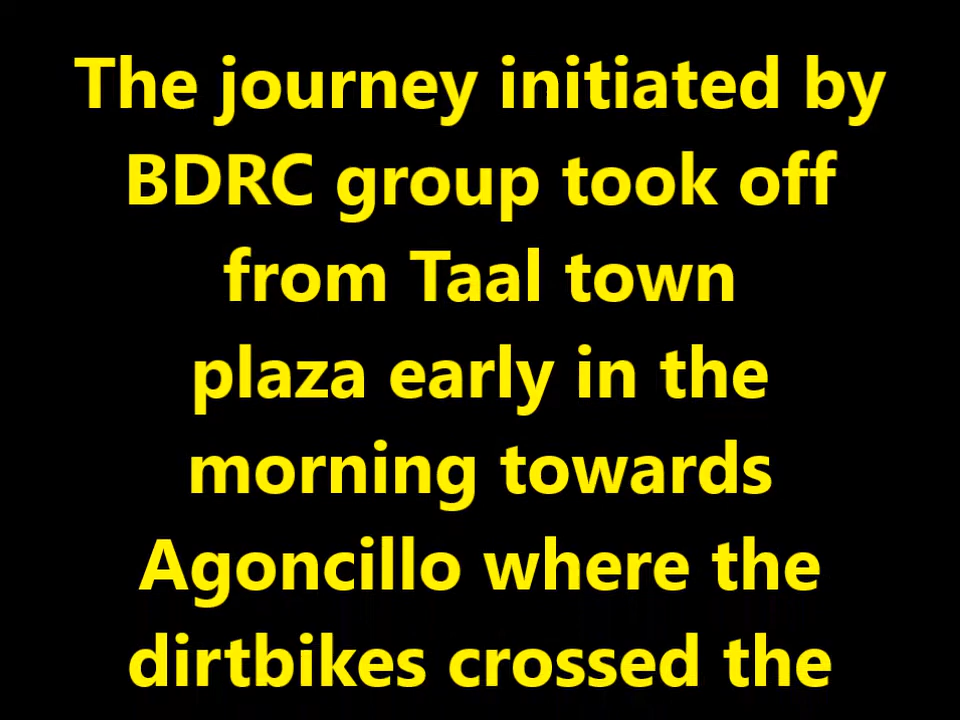 The journey initiated by
BDRC group took off
from Taal town
plaza early in the
morning towards
Agoncillo where the
dirtbikes crossed the